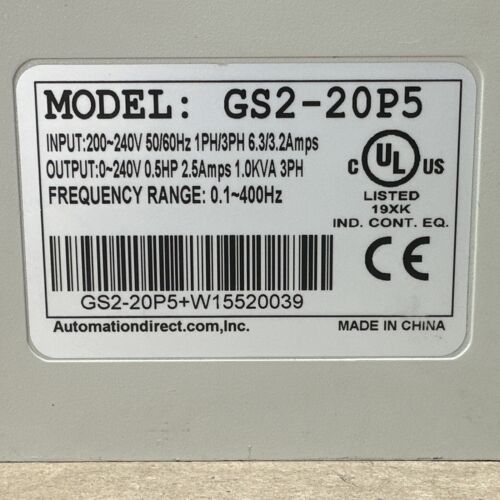 MODEL: GS2-20P5
INPUT:200~240V 50/60Hz 1PH/3PH 6.3/3.2Amps
OUTPUT:0~240V 0.5HP 2.5Amps 1.0KVA 3PH
FREQUENCY RANGE: 0.1~400Hz
C UL US
LISTED
19XK
IND. CONT. EQ.
CE
GS2-20P5+W15520039
Automationdirect.com,Inc.
MADE IN CHINA